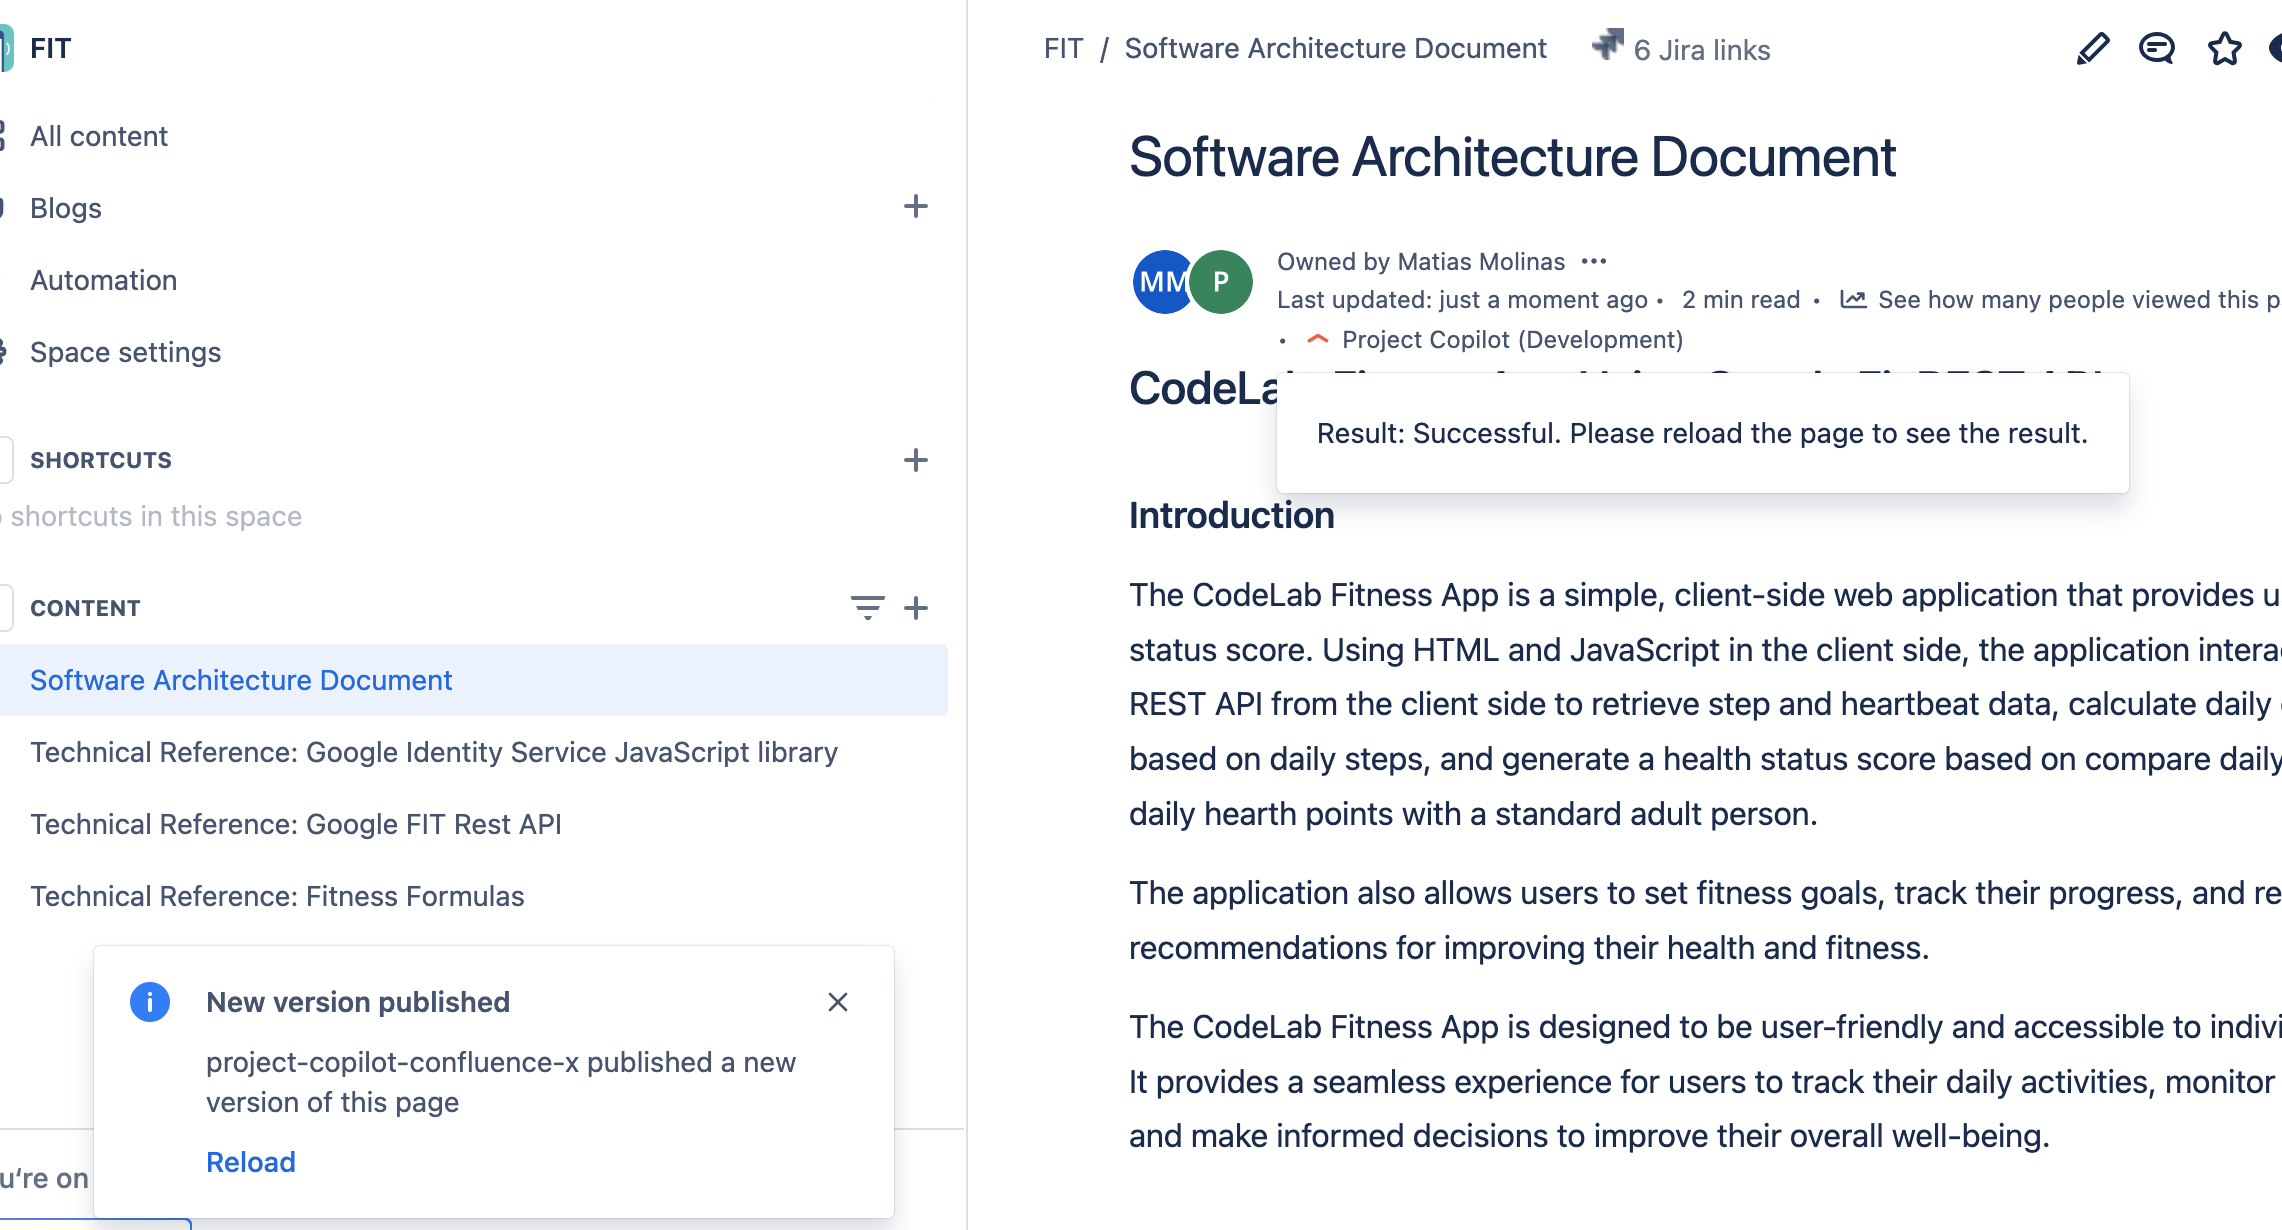 FIT
All content
Blogs
Automation
Space settings
SHORTCUTS
shortcuts in this space
CONTENT
Software Architecture Document
Technical Reference: Google Identity Service JavaScript library
Technical Reference: Google FIT Rest API
Technical Reference: Fitness Formulas
New version published
project-copilot-confluence-x published a new
version of this page
Reload
u're on
FIT / Software Architecture Document 6 Jira links
Software Architecture Document
MM P
Owned by Matias Molinas •••
Last updated: just a moment ago • 2 min read • See how many people viewed this p
• Project Copilot (Development)
CodeLa
Result: Successful. Please reload the page to see the result.
Introduction
The CodeLab Fitness App is a simple, client-side web application that provides u
status score. Using HTML and JavaScript in the client side, the application intera
REST API from the client side to retrieve step and heartbeat data, calculate daily
based on daily steps, and generate a health status score based on compare daily
daily hearth points with a standard adult person.
The application also allows users to set fitness goals, track their progress, and re
recommendations for improving their health and fitness.
The CodeLab Fitness App is designed to be user-friendly and accessible to indivi
It provides a seamless experience for users to track their daily activities, monitor
and make informed decisions to improve their overall well-being.